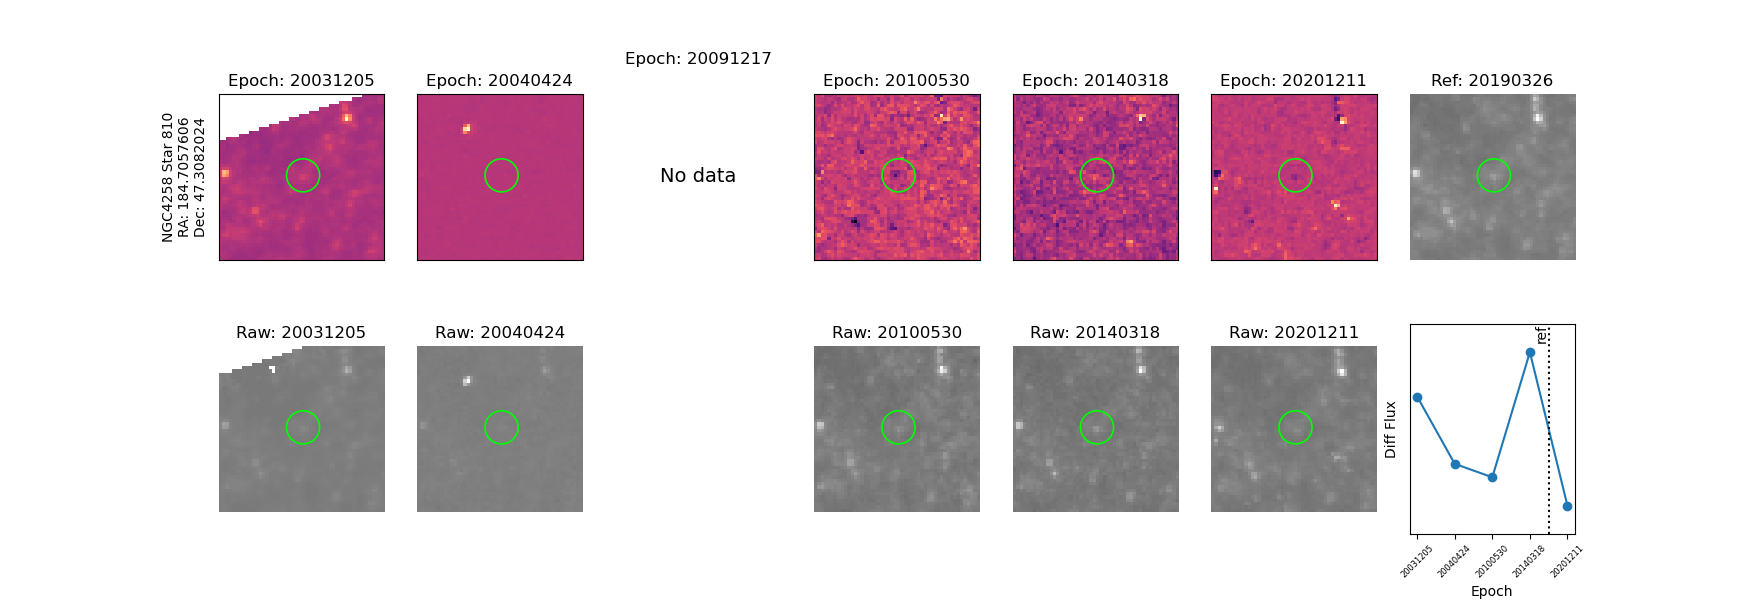 Epoch: 20091217
Epoch: 20031205
Epoch: 20040424
Epoch: 20100530
Epoch: 20140318
Epoch: 20201211
Ref: 20190326
NGC4258 Star 810
RA: 184.7057606
Dec: 47.3082024
No data
Raw: 20031205
Raw: 20040424
Raw: 20100530
Raw: 20140318
Raw: 20201211
ref
Diff Flux
20031205
20040424
20100530
20140318
20201211
Epoch